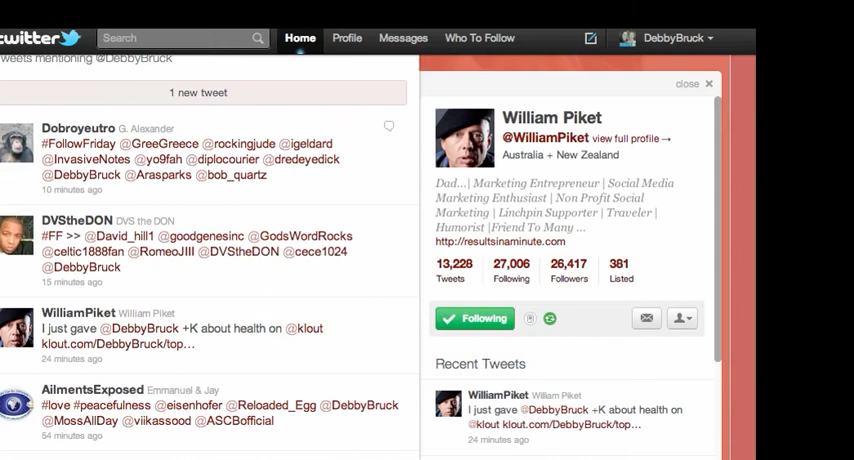 twitter
Search
Home
Profile
Messages
Who To Follow
DebbyBruck
tweets mentioning @DebbyBruck
1 new tweet
Dobroyeutro G. Alexander
#FollowFriday @GreeGreece @rockingjude @igeldard
@InvasiveNotes @yo9fah @diplocourier @dredeyedick
@DebbyBruck @Arasparks @bob_quartz
10 minutes ago
DVStheDON DVS the DON
#FF >> @David_hill1 @goodgenesinc @GodsWordRocks
@celtic1888fan @RomeoJIII @DVStheDON @cece1024
@DebbyBruck
15 minutes ago
WilliamPiket William Piket
I just gave @DebbyBruck +K about health on @klout
klout.com/DebbyBruck/top…
24 minutes ago
AilmentsExposed Emmanuel & Jay
#love #peacefulness @eisenhofer @Reloaded_Egg @DebbyBruck
@MossAllDay @viikassood @ASCBofficial
54 minutes ago
close ×
William Piket
@WilliamPiket view full profile →
Australia + New Zealand
Dad...| Marketing Entrepreneur | Social Media
Marketing Enthusiast | Non Profit Social
Marketing | Linchpin Supporter | Traveler |
Humorist |Friend To Many ...
http://resultsinaminute.com
13,228 27,006 26,417 381
Tweets Following Followers Listed
Following
Recent Tweets
WilliamPiket William Piket
I just gave @DebbyBruck +K about health on
@klout klout.com/DebbyBruck/top…
24 minutes ago